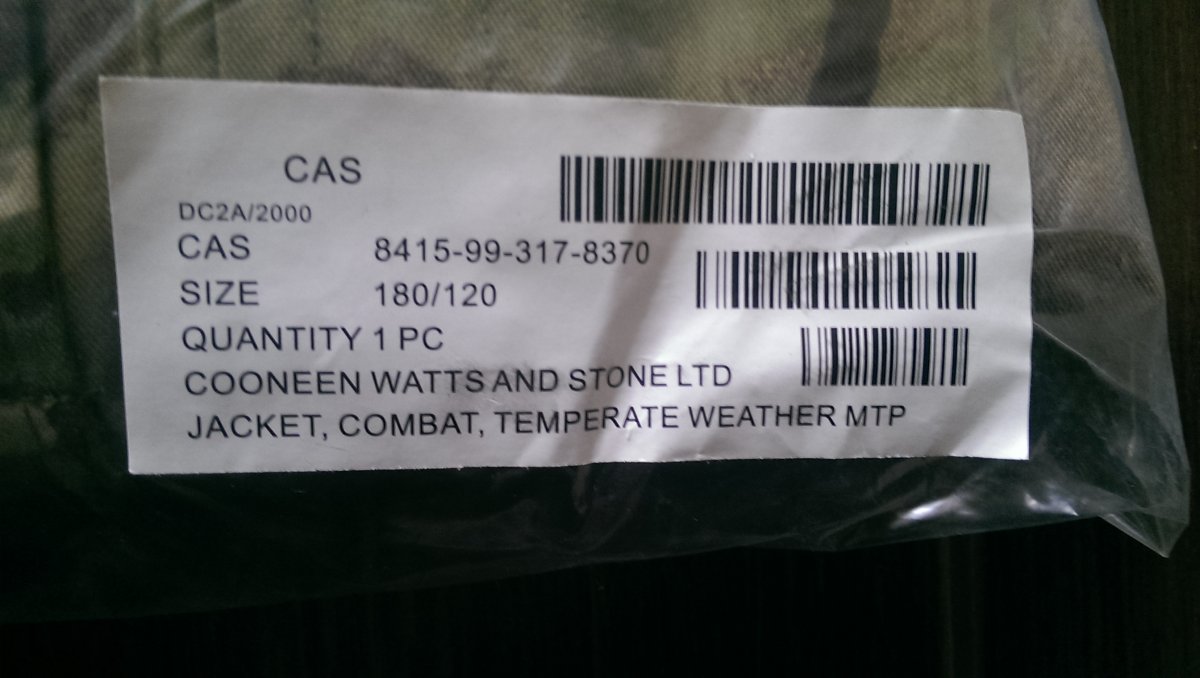 CAS
DC2A/2000
CAS 8415-99-317-8370
SIZE 180/120
QUANTITY 1 PC
COONEEN WATTS AND STONE LTD
JACKET, COMBAT, TEMPERATE WEATHER MTP